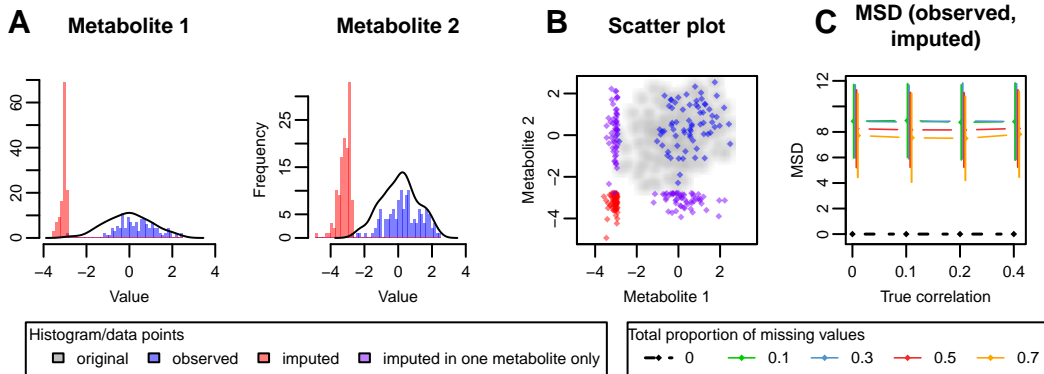 A
Metabolite 1
0 10 20 30 40 50 60
−4 −2 0 2 4
Value
Metabolite 2
Frequency
0 5 15 25
−4 −2 0 2 4
Value
B
Scatter plot
Metabolite 2
−4 −2 0 2
−4 −2 0 2
Metabolite 1
C
MSD (observed,
imputed)
MSD
0 2 4 6 8 12
0 0.1 0.2 0.4
True correlation
Histogram/data points
original observed imputed imputed in one metabolite only
Total proportion of missing values
0 0.1 0.3 0.5 0.7